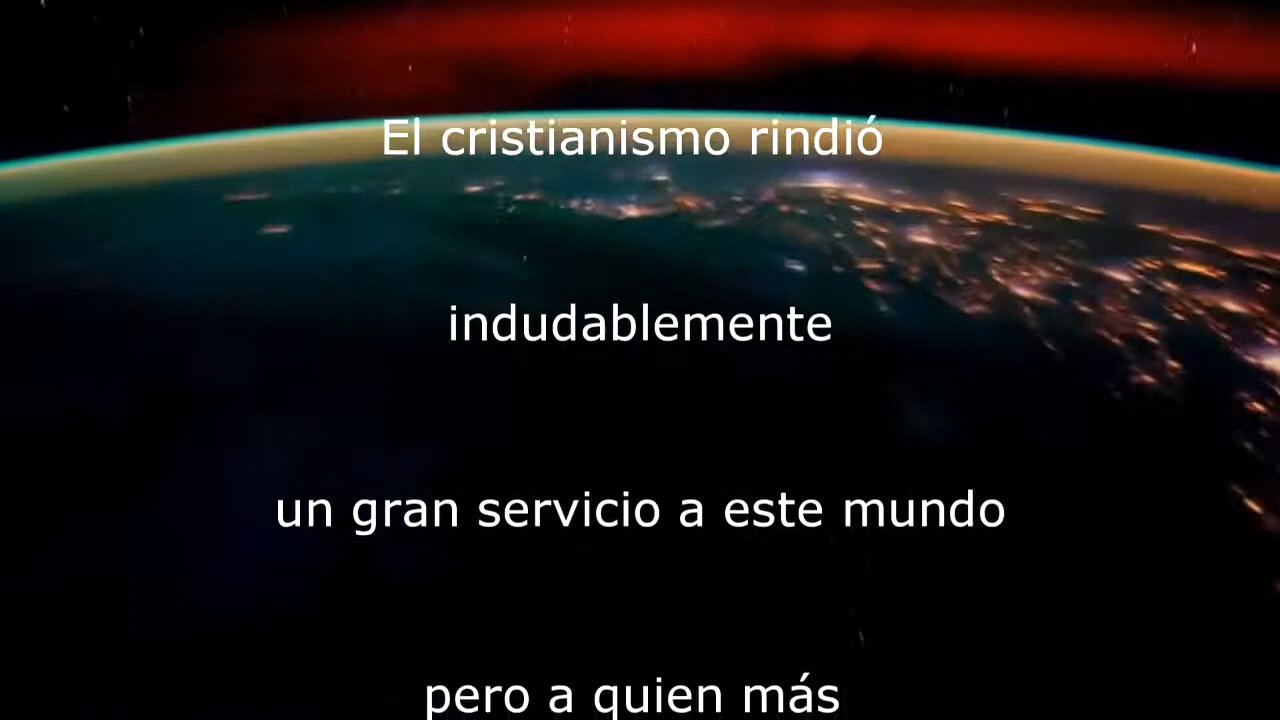 El cristianismo rindió
indudablemente
un gran servicio a este mundo
pero a quien más